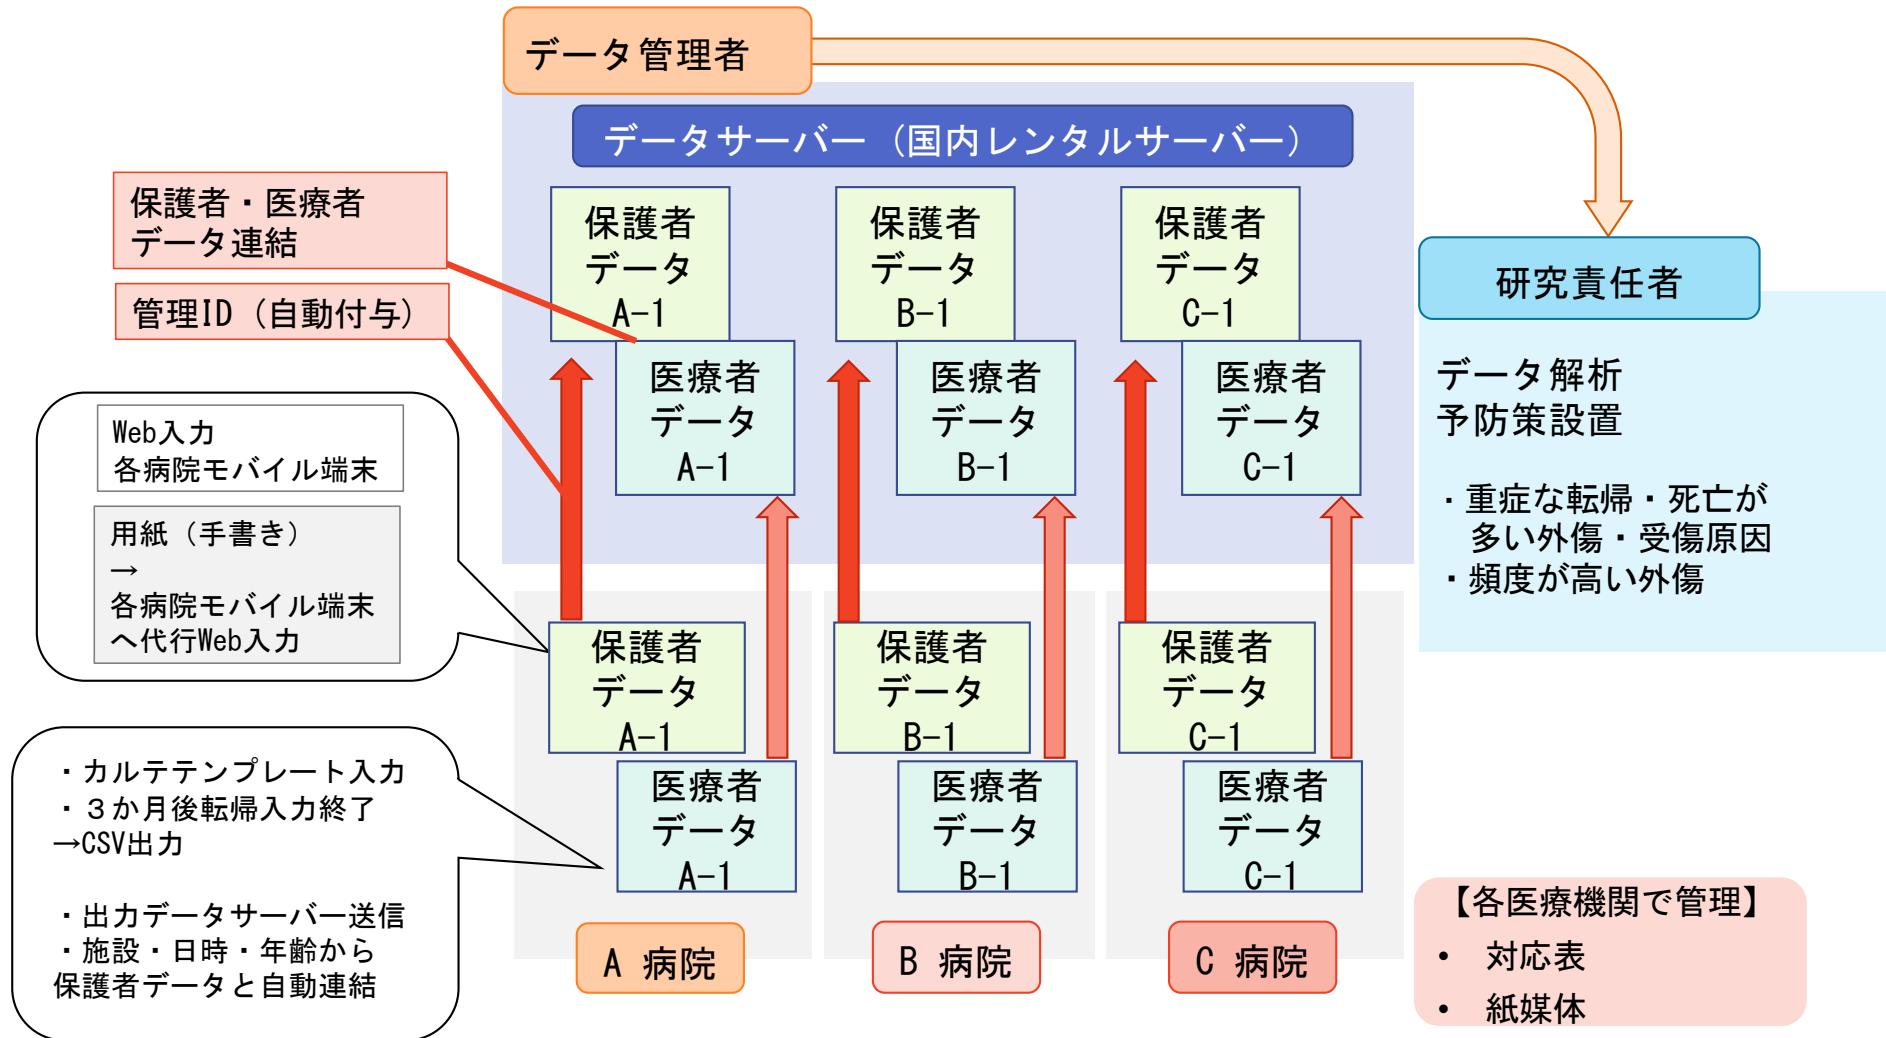 データ管理者
データサーバー（国内レンタルサーバー）
保護者・医療者
データ連結
管理ID（自動付与）
保護者
データ
A-1
医療者
データ
A-1
保護者
データ
B-1
医療者
データ
B-1
保護者
データ
C-1
医療者
データ
C-1
研究責任者
データ解析
予防策設置
・重症な転帰・死亡が
多い外傷・受傷原因
・頻度が高い外傷
Web入力
各病院モバイル端末
用紙（手書き）
→
各病院モバイル端末
へ代行Web入力
・カルテテンプレート入力
・３か月後転帰入力終了
→CSV出力
・出力データサーバー送信
・施設・日時・年齢から
保護者データと自動連結
保護者
データ
A-1
医療者
データ
A-1
A 病院
保護者
データ
B-1
医療者
データ
B-1
B 病院
保護者
データ
C-1
医療者
データ
C-1
C 病院
【各医療機関で管理】
• 対応表
• 紙媒体